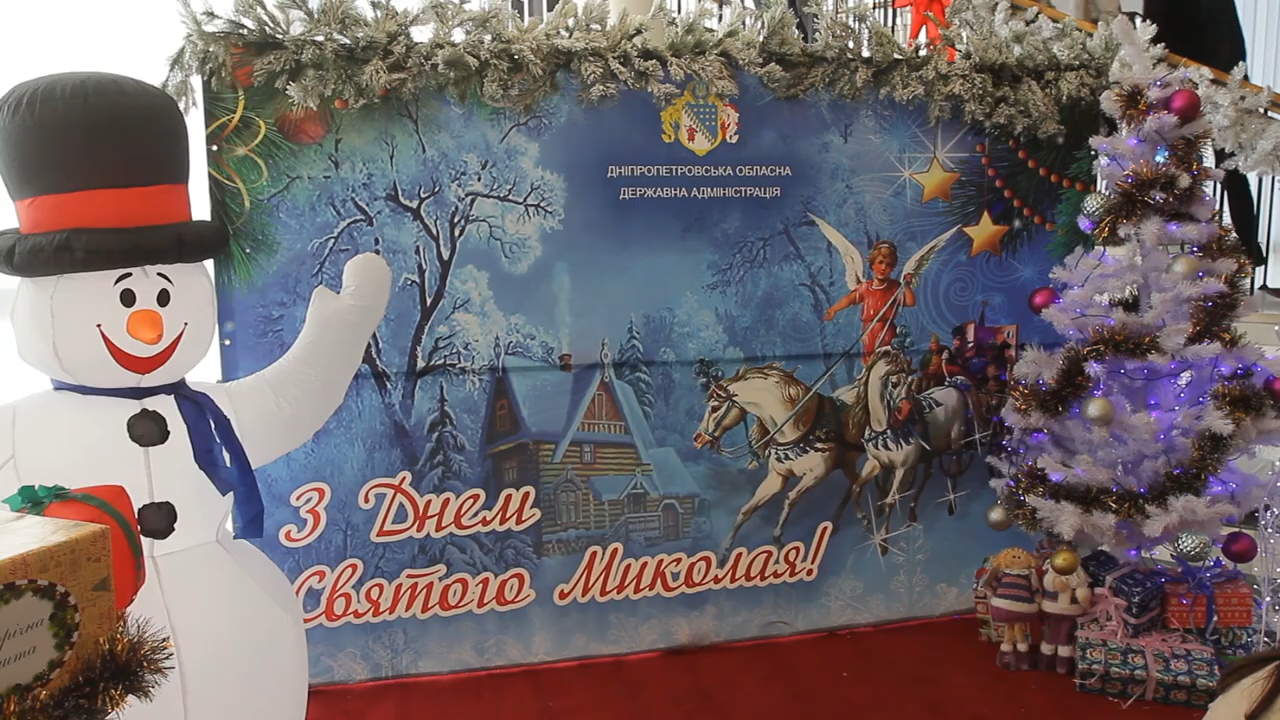 ДНІПРОПЕТРОВСЬКА ОБЛАСНА
ДЕРЖАВНА АДМІНІСТРАЦІЯ
З Днем
Святого Миколая!